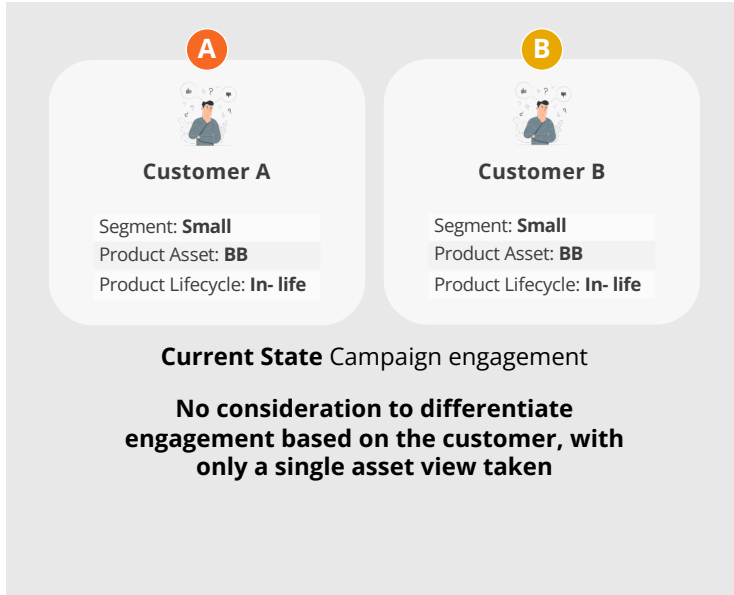 A
B
Customer A
Customer B
Segment: Small
Product Asset: BB
Product Lifecycle: In- life
Segment: Small
Product Asset: BB
Product Lifecycle: In- life
Current State Campaign engagement
No consideration to differentiate
engagement based on the customer, with
only a single asset view taken